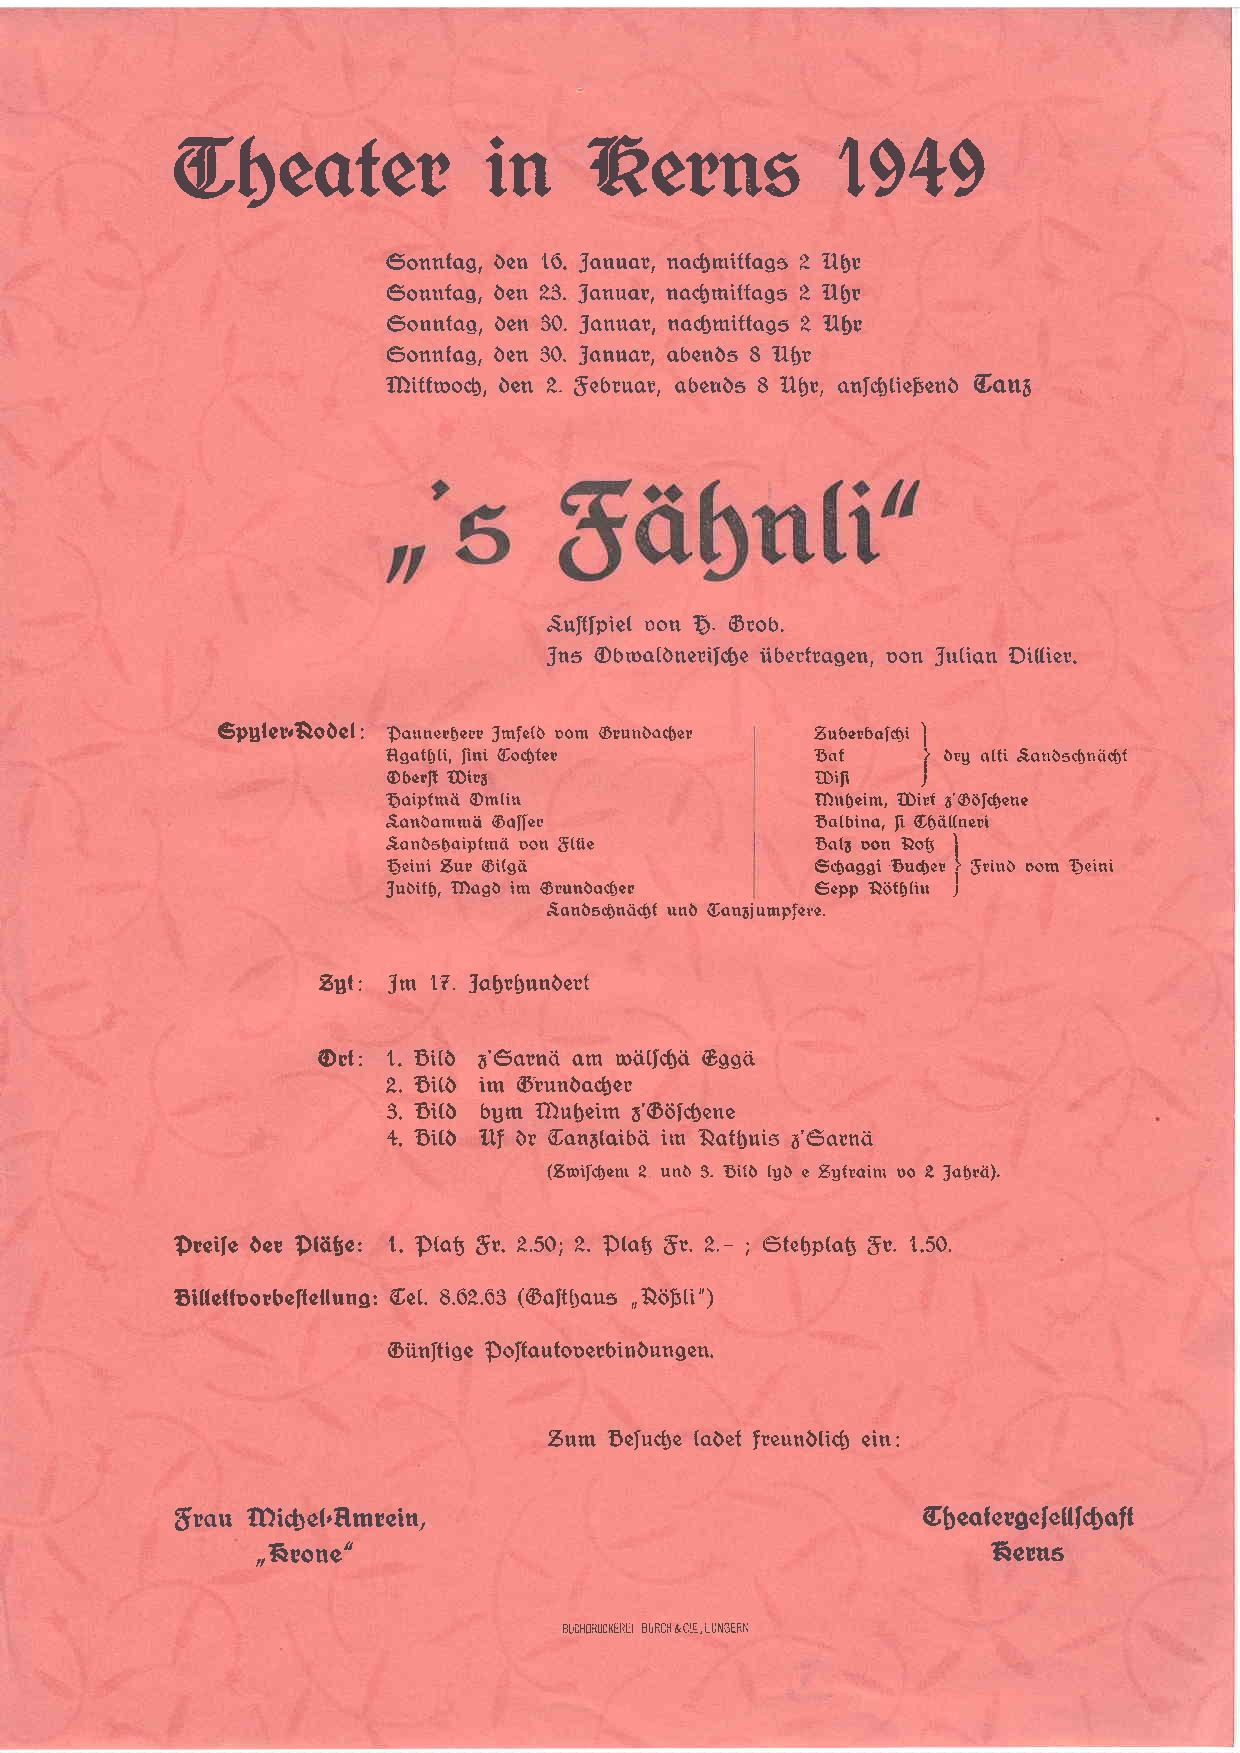 Theater in Kerns 1949
Sonntag, den 16. Januar, nachmittags 2 Uhr
Sonntag, den 23. Januar, nachmittags 2 Uhr
Sonntag, den 30. Januar, nachmittags 2 Uhr
Sonntag, den 30. Januar, abends 8 Uhr
Mittwoch, den 2. Februar, abends 8 Uhr, anſchließend Tanz
„'s Fähnli“
Luſtſpiel von H. Grob.
Ins Obwaldneriſche übertragen, von Julian Dillier.
Spyler-Rodel: Pannerherr Imfeld vom Grundacher
Agathli, ſini Tochter
Oberſt Wirz
Haiptmä Omlin
Landammä Gaſſer
Landshaiptmä von Flüe
Heini Zur Gilgä
Judith, Magd im Grundacher
Zuberbaſchi
Bat } dry alti Landschnächt
Wiſi
Muheim, Wirt z'Göſchene
Balbina, ſi Chällneri
Balz von Rotz
Schaggi Bucher } Frind vom Heini
Sepp Röthlin
Landschnächt und Tanzjumpfere.
Zyt: Im 17. Jahrhundert
Ort: 1. Bild z'Sarnä am wälſchä Eggä
2. Bild im Grundacher
3. Bild bym Muheim z'Göſchene
4. Bild Uf dr Tanzlaibä im Rathuis z'Sarnä
(Zwiſchem 2. und 3. Bild lyd e Zytraim vo 2 Jahrä).
Preiſe der Plätze: 1. Platz Fr. 2.50; 2. Platz Fr. 2.– ; Stehplatz Fr. 1.50.
Billettvorbeſtellung: Tel. 8.62.63 (Gaſthaus „Rößli“)
Günſtige Poſtautoverbindungen.
Zum Beſuche ladet freundlich ein:
Frau Michel-Amrein,
„Krone“
Theatergeſellſchaft
Kerns
BUCHDRUCKEREI BURCH & CIE., LUNGERN